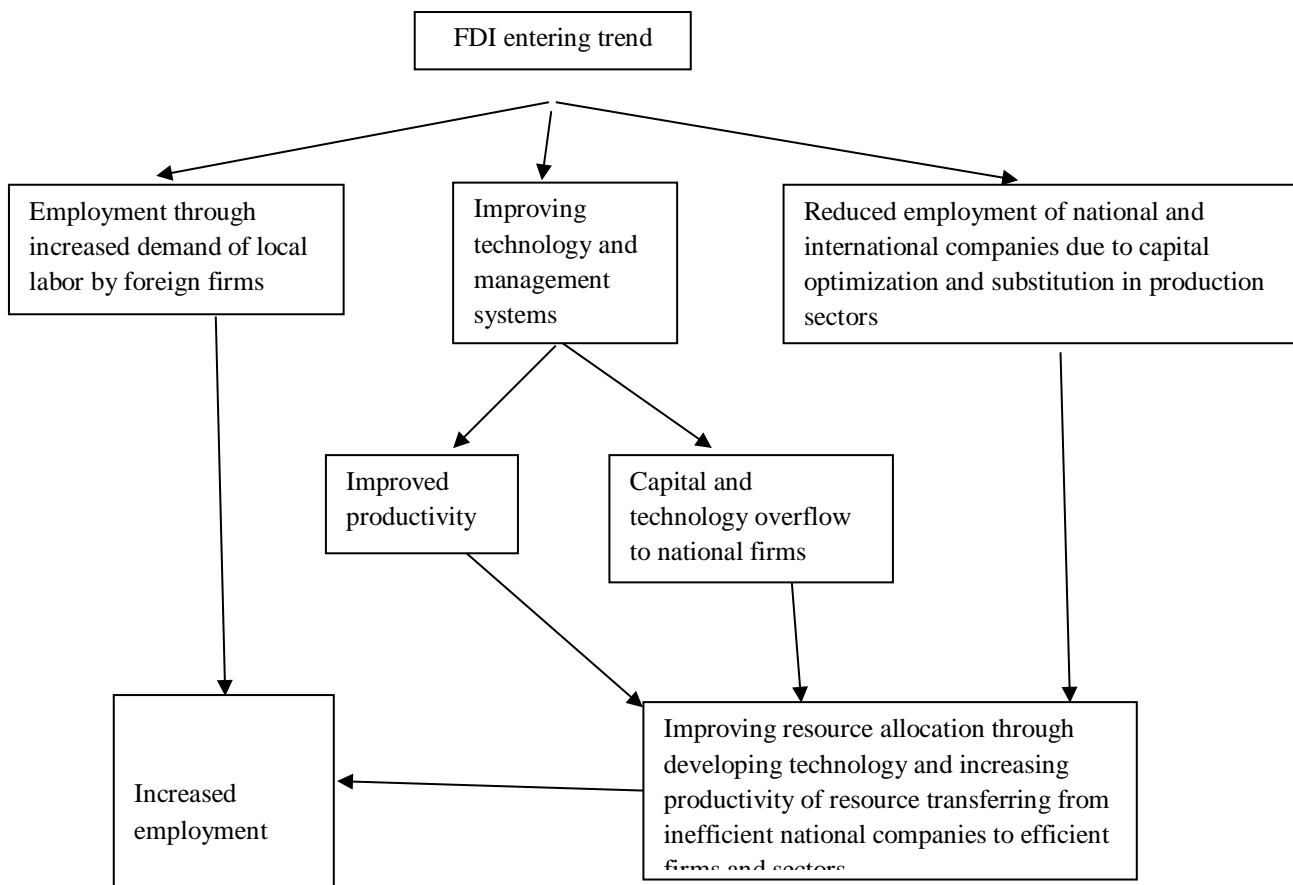 FDI entering trend
Employment through
increased demand of local
labor by foreign firms
Improving
technology and
management
systems
Reduced employment of national and
international companies due to capital
optimization and substitution in production
sectors
Improved
productivity
Capital and
technology overflow
to national firms
Increased
employment
Improving resource allocation through
developing technology and increasing
productivity of resource transferring from
inefficient national companies to efficient
firms and sectors